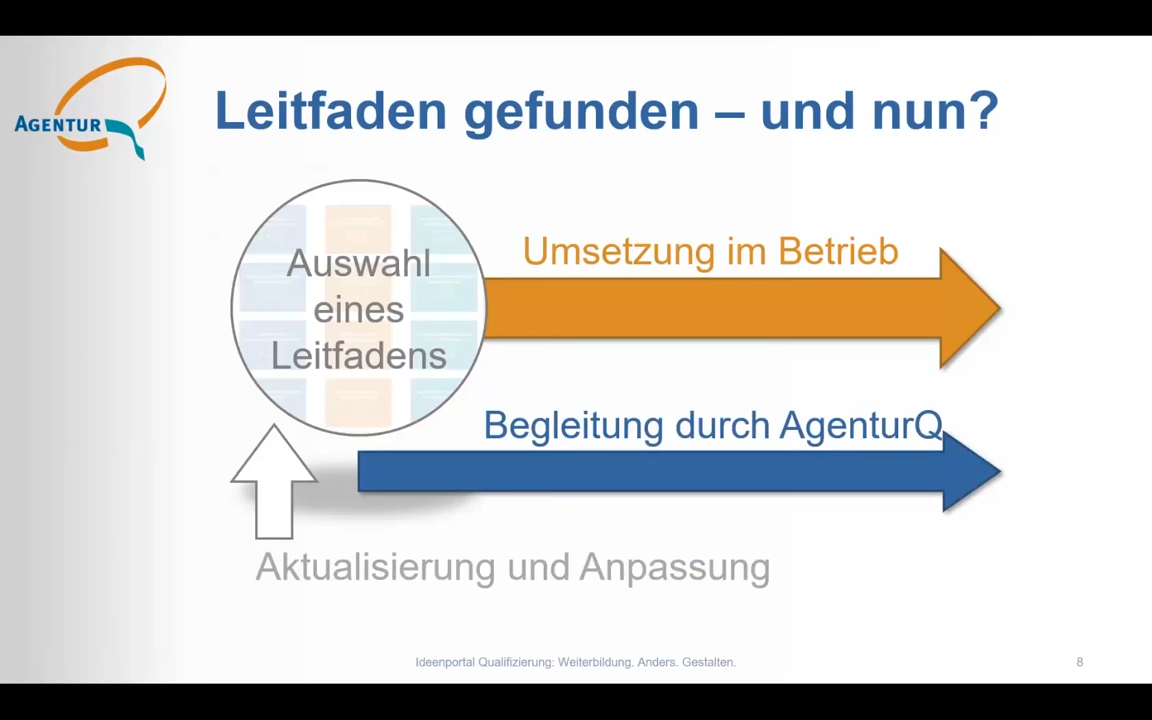 AGENTUR
Leitfaden gefunden – und nun?
Auswahl
eines
Leitfadens
Umsetzung im Betrieb
Begleitung durch AgenturQ
Aktualisierung und Anpassung
Ideenportal Qualifizierung: Weiterbildung. Anders. Gestalten.
8